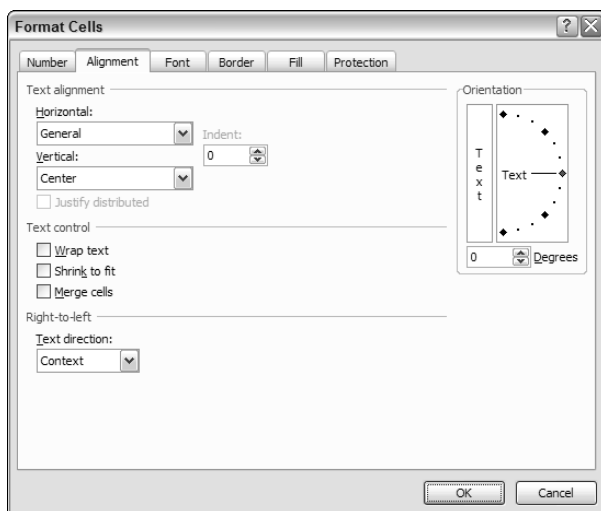 Format Cells
Number Alignment Font Border Fill Protection
Text alignment
Horizontal:
General
Indent:
Vertical:
0
Center
Justify distributed
Text control
Wrap text
Shrink to fit
Merge cells
Right-to-left
Text direction:
Context
Orientation
Text
Text
0 Degrees
OK Cancel